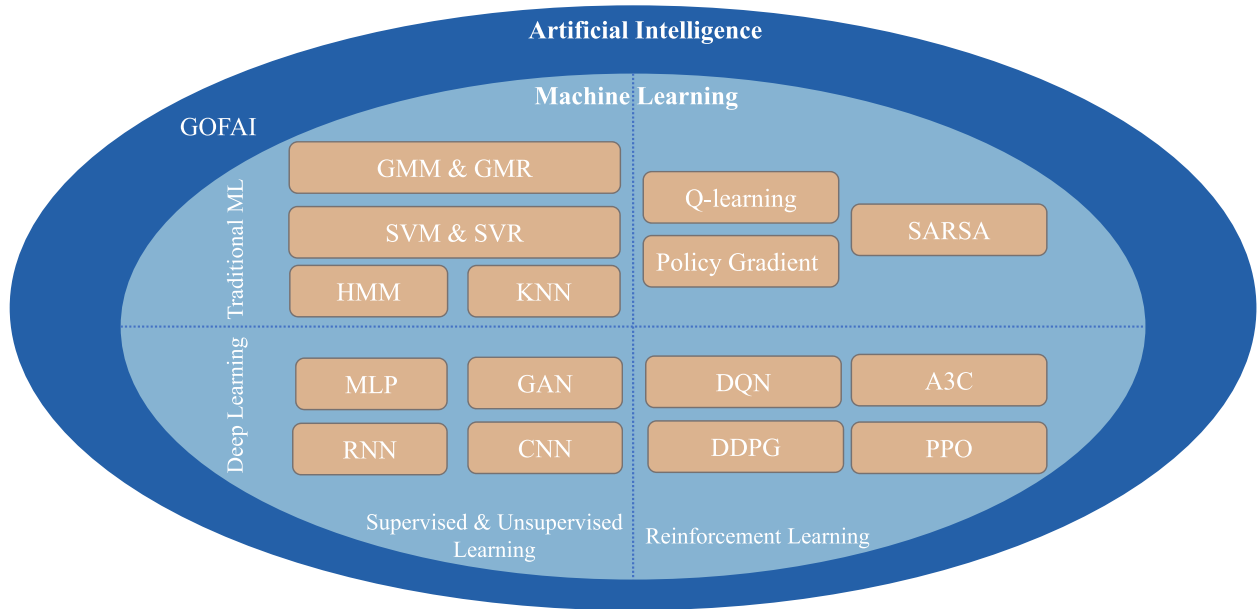 Artificial Intelligence
Machine Learning
GOFAI
Traditional ML
GMM & GMR
SVM & SVR
HMM
KNN
Q-learning
Policy Gradient
SARSA
Deep Learning
MLP
GAN
RNN
CNN
DQN
A3C
DDPG
PPO
Supervised & Unsupervised
Learning
Reinforcement Learning